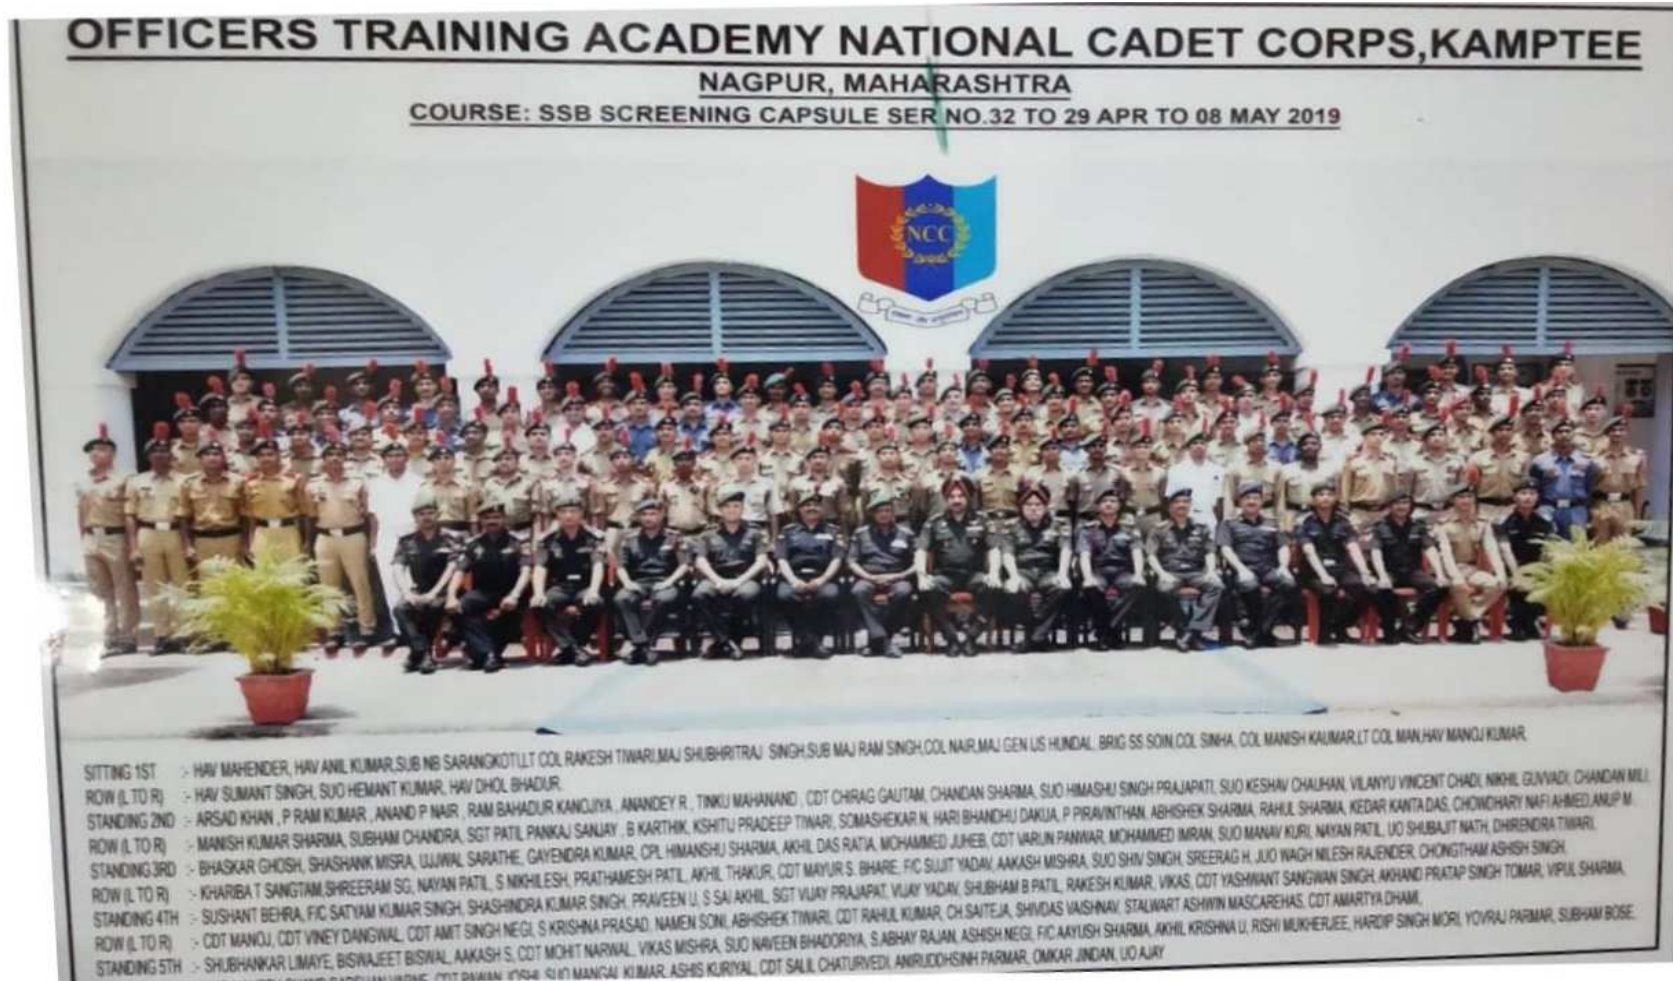 OFFICERS TRAINING ACADEMY NATIONAL CADET CORPS,KAMPTEE
NAGPUR, MAHARASHTRA
COURSE: SSB SCREENING CAPSULE SER NO.32 TO 29 APR TO 08 MAY 2019
NCC
SITTING 1ST :- HAV MAHENDER, HAV ANIL KUMAR,SUB NB SARANGKOTI,LT COL RAKESH TIWARI,MAJ SHUBHRITRAJ SINGH,SUB MAJ RAM SINGH,COL NAIR,MAJ GEN IJS HUNDAL, BRIG SS SOIN,COL SINHA, COL MANISH KAUMAR,LT COL MAN,HAV MANOJ KUMAR,
ROW (L TO R) :- HAV SUMANT SINGH, SUO HEMANT KUMAR, HAV DHOL BHADUR.
STANDING 2ND :- ARSAD KHAN , P RAM KUMAR , ANAND P NAIR , RAM BAHADUR KANOJIYA , ANANDEY R , TINKU MAHANAND , CDT CHIRAG GAUTAM, CHANDAN SHARMA, SUO HIMASHU SINGH PRAJAPATI, SUO KESHAV CHAUHAN, VILANYU VINCENT CHADI, NIKHIL GUVVADI, CHANDAN MILI,
ROW (L TO R) :- MANISH KUMAR SHARMA, SUBHAM CHANDRA, SGT PATIL PANKAJ SANJAY , B KARTHIK, KSHITIJ PRADEEP TIWARI, SOMASHEKAR N, HARI BHANDHU DAKUA, P PIRAVINTHAN, ABHISHEK SHARMA, RAHUL SHARMA, KEDAR KANTA DAS, CHOWDHARY NAFI AHMED,ANUP M.
STANDING 3RD :- BHASKAR GHOSH, SHASHANK MISRA, UJJWAL SARATHE, GAYENDRA KUMAR, CPL HIMANSHU SHARMA, AKHIL DAS RATIA, MOHAMMED JUHEB, CDT VARUN PANWAR, MOHAMMED IMRAN, SUO MANAV KURI, NAYAN PATIL, UO SHUBAJIT NATH, DHIRENDRA TIWARI,
ROW (L TO R) :- KHARIBA T SANGTAM,SHREERAM SG, NAYAN PATIL, S NIKHILESH, PRATHAMESH PATIL, AKHIL THAKUR, CDT MAYUR S. BHARE, F/C SUJIT YADAV, AAKASH MISHRA, SUO SHIV SINGH, SREERAG H, JUO WAGH NILESH RAJENDER, CHONGTHAM ASHISH SINGH.
STANDING 4TH :- SUSHANT BEHRA, F/C SATYAM KUMAR SINGH, SHASHINDRA KUMAR SINGH, PRAVEEN U, S SAI AKHIL, SGT VIJAY PRAJAPAT, VIJAY YADAV, SHUBHAM B PATIL, RAKESH KUMAR, VIKAS, CDT YASHWANT SANGWAN SINGH, AKHAND PRATAP SINGH TOMAR, VIPUL SHARMA,
ROW (L TO R) :- CDT MANOJ, CDT VINEY DANGWAL, CDT AMIT SINGH NEGI, S KRISHNA PRASAD, NAMEN SONI, ABHISHEK TIWARI, CDT RAHUL KUMAR, CH SAITEJA, SHIVDAS VAISHNAV, STALWART ASHWIN MASCAREHAS, CDT AMARTYA DHAMI,
STANDING 5TH :- SHUBHANKAR LIMAYE, BISWAJEET BISWAL, AAKASH S, CDT MOHIT NARWAL, VIKAS MISHRA, SUO NAVEEN BHADORIYA, S ABHAY RAJAN, ASHISH NEGI, F/C AAYUSH SHARMA, AKHIL KRISHNA U, RISHI MUKHERJEE, HARDIP SINGH MORI, YOVRAJ PARMAR, SUBHAM BOSE,
CDT PAWAN JOSHI, SUO MANGAL KUMAR, ASHIS KURIYAL, CDT SALIL CHATURVEDI, ANIRUDDHSINH PARMAR, OMKAR JINDAN, UO AJAY